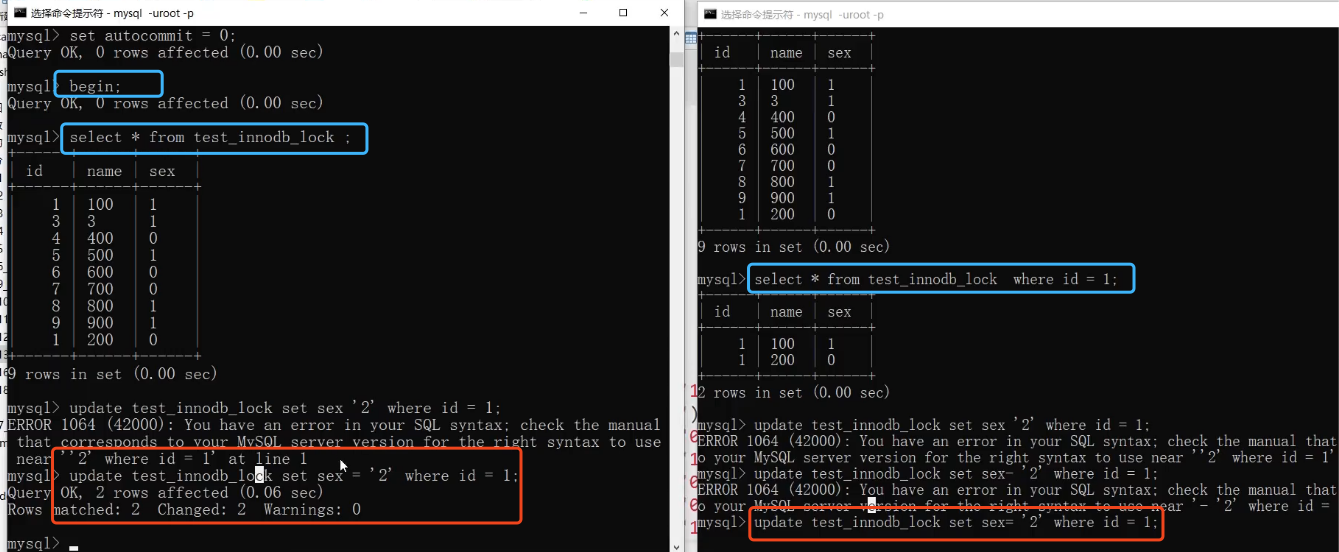 选择命令提示符 - mysql -uroot -p
mysql> set autocommit = 0;
Query OK, 0 rows affected (0.00 sec)
mysql> begin;
Query OK, 0 rows affected (0.00 sec)
mysql> select * from test_innodb_lock ;
id | name | sex
1 | 100 | 1
3 | 3 | 1
4 | 400 | 0
5 | 500 | 1
6 | 600 | 0
7 | 700 | 0
8 | 800 | 1
9 | 900 | 1
1 | 200 | 0
9 rows in set (0.00 sec)
mysql> update test_innodb_lock set sex '2' where id = 1;
ERROR 1064 (42000): You have an error in your SQL syntax; check the manual
that corresponds to your MySQL server version for the right syntax to use
near ''2' where id = 1' at line 1
mysql> update test_innodb_lock set sex = '2' where id = 1;
Query OK, 2 rows affected (0.06 sec)
Rows matched: 2  Changed: 2  Warnings: 0
mysql>
选择命令提示符 - mysql -uroot -p
id | name | sex
1 | 100 | 1
3 | 3 | 1
4 | 400 | 0
5 | 500 | 1
6 | 600 | 0
7 | 700 | 0
8 | 800 | 1
9 | 900 | 1
1 | 200 | 0
9 rows in set (0.00 sec)
mysql> select * from test_innodb_lock  where id = 1;
id | name | sex
1 | 100 | 1
1 | 200 | 0
2 rows in set (0.00 sec)
mysql> update test_innodb_lock set sex '2' where id = 1;
ERROR 1064 (42000): You have an error in your SQL syntax; check the manual that
o your MySQL server version for the right syntax to use near ''2' where id = 1'
mysql> update test_innodb_lock set sex- '2' where id = 1;
ERROR 1064 (42000): You have an error in your SQL syntax; check the manual that
o your MySQL server version for the right syntax to use near '- '2' where id =
mysql> update test_innodb_lock set sex= '2' where id = 1;